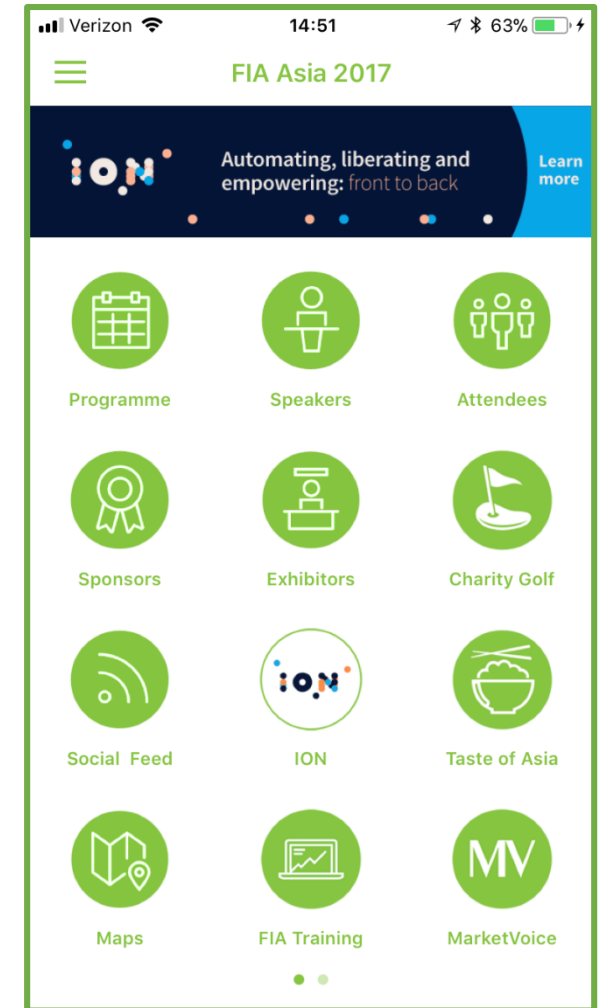 Verizon 14:51 63%
FIA Asia 2017
ION
Automating, liberating and
empowering: front to back
Learn
more
Programme Speakers Attendees
Sponsors Exhibitors Charity Golf
ION
Social Feed ION Taste of Asia
MV
Maps FIA Training MarketVoice